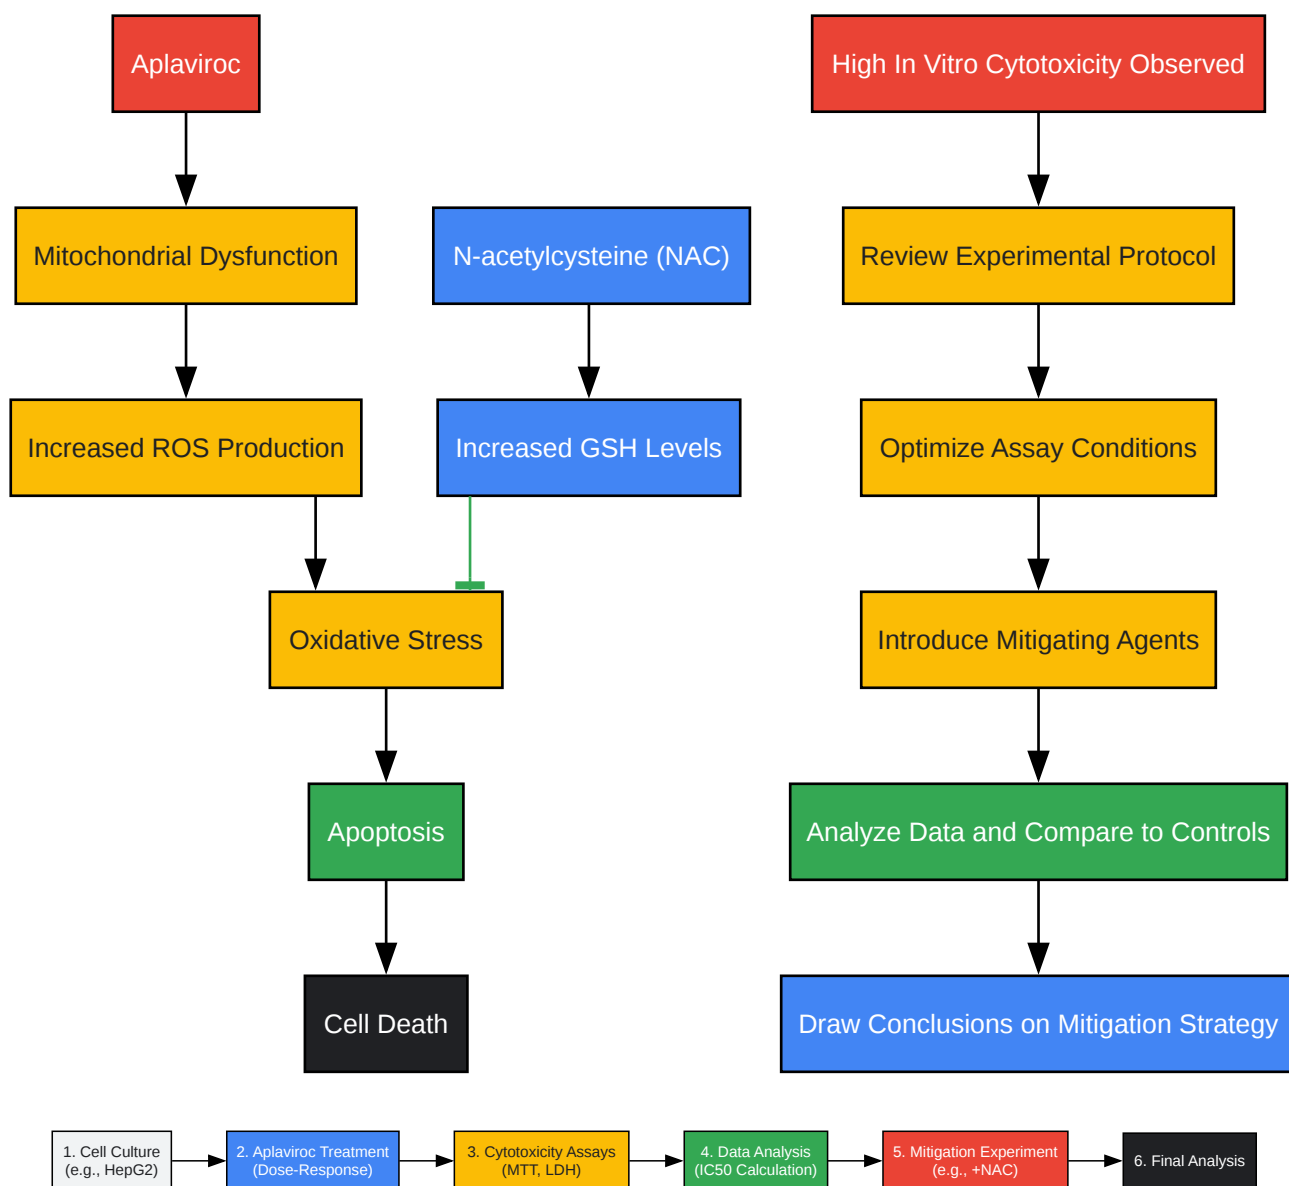 Aplaviroc
High In Vitro Cytotoxicity Observed
Mitochondrial Dysfunction
N-acetylcysteine (NAC)
Review Experimental Protocol
Increased ROS Production
Increased GSH Levels
Optimize Assay Conditions
Oxidative Stress
Introduce Mitigating Agents
Apoptosis
Analyze Data and Compare to Controls
Cell Death
Draw Conclusions on Mitigation Strategy
1. Cell Culture
(e.g., HepG2)
2. Aplaviroc Treatment
(Dose-Response)
3. Cytotoxicity Assays
(MTT, LDH)
4. Data Analysis
(IC50 Calculation)
5. Mitigation Experiment
(e.g., +NAC)
6. Final Analysis